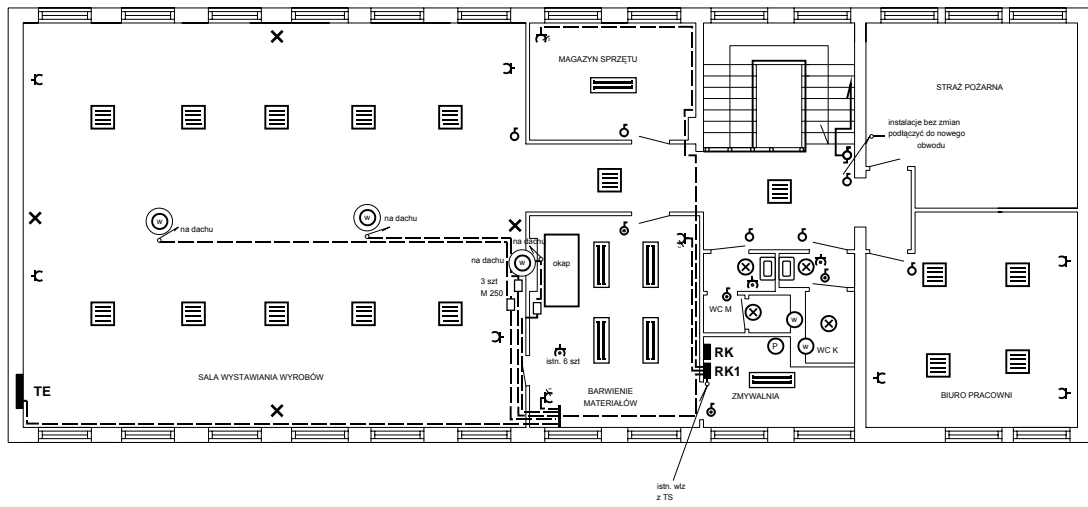 MAGAZYN SPRZĘTU
STRAŻ POŻARNA
instalacje bez zmian
podłączyć do nowego
obwodu
W
na dachu
W
na dachu
na dachu
na dachu
W
okap
3 szt
M 250
WC M
W
RK
P
W
WC K
istn. 6 szt
RK1
SALA WYSTAWIANIA WYROBÓW
TE
BARWIENIE
MATERIAŁÓW
ZMYWALNIA
BIURO PRACOWNI
istn. wlz
z TS